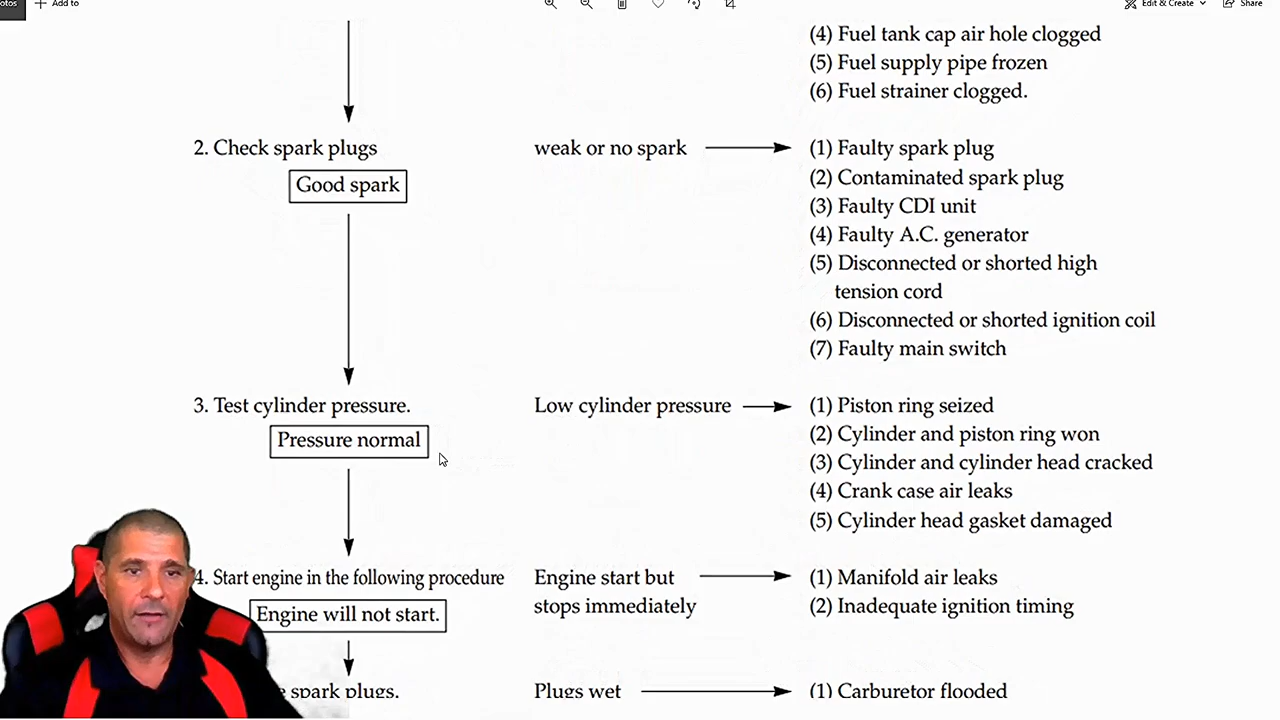 Add to
Edit & Create
Share
(4) Fuel tank cap air hole clogged
(5) Fuel supply pipe frozen
(6) Fuel strainer clogged.
2. Check spark plugs
weak or no spark
(1) Faulty spark plug
Good spark
(2) Contaminated spark plug
(3) Faulty CDI unit
(4) Faulty A.C. generator
(5) Disconnected or shorted high
tension cord
(6) Disconnected or shorted ignition coil
(7) Faulty main switch
3. Test cylinder pressure.
Low cylinder pressure
(1) Piston ring seized
Pressure normal
(2) Cylinder and piston ring won
(3) Cylinder and cylinder head cracked
(4) Crank case air leaks
(5) Cylinder head gasket damaged
4. Start engine in the following procedure
Engine start but
(1) Manifold air leaks
Engine will not start.
stops immediately
(2) Inadequate ignition timing
spark plugs.
Plugs wet
(1) Carburetor flooded